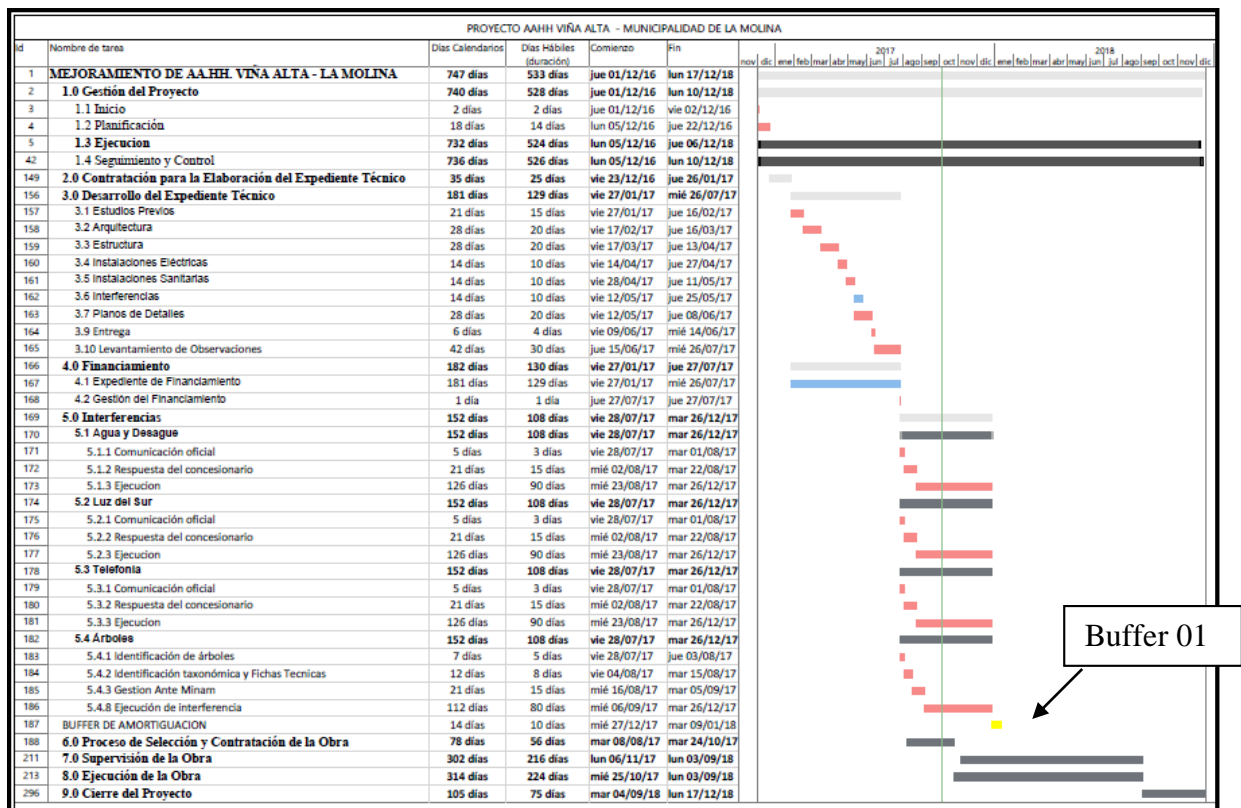 PROYECTO AAHH VIÑA ALTA - MUNICIPALIDAD DE LA MOLINA
Id Nombre de tarea Días Calendarios Días Hábiles (duración) Comienzo Fin 2017 2018
nov dic ene feb mar abr may jun jul ago sep oct nov dic ene feb mar abr may jun jul ago sep oct nov dic
1 MEJORAMIENTO DE AA.HH. VIÑA ALTA - LA MOLINA 747 días 533 días jue 01/12/16 lun 17/12/18
2 1.0 Gestión del Proyecto 740 días 528 días jue 01/12/16 lun 10/12/18
3 1.1 Inicio 2 días 2 días jue 01/12/16 vie 02/12/16
4 1.2 Planificación 18 días 14 días lun 05/12/16 jue 22/12/16
5 1.3 Ejecucion 732 días 524 días lun 05/12/16 jue 06/12/18
42 1.4 Seguimiento y Control 736 días 526 días lun 05/12/16 lun 10/12/18
149 2.0 Contratación para la Elaboración del Expediente Técnico 35 días 25 días vie 23/12/16 jue 26/01/17
156 3.0 Desarrollo del Expediente Técnico 181 días 129 días vie 27/01/17 mié 26/07/17
157 3.1 Estudios Previos 21 días 15 días vie 27/01/17 jue 16/02/17
158 3.2 Arquitectura 28 días 20 días vie 17/02/17 jue 16/03/17
159 3.3 Estructura 28 días 20 días vie 17/03/17 jue 13/04/17
160 3.4 Instalaciones Eléctricas 14 días 10 días vie 14/04/17 jue 27/04/17
161 3.5 Instalaciones Sanitarias 14 días 10 días vie 28/04/17 jue 11/05/17
162 3.6 Interferencias 14 días 10 días vie 12/05/17 jue 25/05/17
163 3.7 Planos de Detalles 28 días 20 días vie 12/05/17 jue 08/06/17
164 3.9 Entrega 6 días 4 días vie 09/06/17 mié 14/06/17
165 3.10 Levantamiento de Observaciones 42 días 30 días jue 15/06/17 mié 26/07/17
166 4.0 Financiamiento 182 días 130 días vie 27/01/17 jue 27/07/17
167 4.1 Expediente de Financiamiento 181 días 129 días vie 27/01/17 mié 26/07/17
168 4.2 Gestión del Financiamiento 1 día 1 día jue 27/07/17 jue 27/07/17
169 5.0 Interferencias 152 días 108 días vie 28/07/17 mar 26/12/17
170 5.1 Agua y Desague 152 días 108 días vie 28/07/17 mar 26/12/17
171 5.1.1 Comunicación oficial 5 días 3 días vie 28/07/17 mar 01/08/17
172 5.1.2 Respuesta del concesionario 21 días 15 días mié 02/08/17 mar 22/08/17
173 5.1.3 Ejecucion 126 días 90 días mié 23/08/17 mar 26/12/17
174 5.2 Luz del Sur 152 días 108 días vie 28/07/17 mar 26/12/17
175 5.2.1 Comunicación oficial 5 días 3 días vie 28/07/17 mar 01/08/17
176 5.2.2 Respuesta del concesionario 21 días 15 días mié 02/08/17 mar 22/08/17
177 5.2.3 Ejecucion 126 días 90 días mié 23/08/17 mar 26/12/17
178 5.3 Telefonia 152 días 108 días vie 28/07/17 mar 26/12/17
179 5.3.1 Comunicación oficial 5 días 3 días vie 28/07/17 mar 01/08/17
180 5.3.2 Respuesta del concesionario 21 días 15 días mié 02/08/17 mar 22/08/17
181 5.3.3 Ejecucion 126 días 90 días mié 23/08/17 mar 26/12/17
182 5.4 Árboles 152 días 108 días vie 28/07/17 mar 26/12/17
183 5.4.1 Identificación de árboles 7 días 5 días vie 28/07/17 jue 03/08/17
184 5.4.2 Identificación taxonómica y Fichas Tecnicas 12 días 8 días vie 04/08/17 mar 15/08/17
185 5.4.3 Gestion Ante Minam 21 días 15 días mié 16/08/17 mar 05/09/17
186 5.4.8 Ejecución de interferencia 112 días 80 días mié 06/09/17 mar 26/12/17
187 BUFFER DE AMORTIGUACION 14 días 10 días mié 27/12/17 mar 09/01/18
188 6.0 Proceso de Selección y Contratación de la Obra 78 días 56 días mar 08/08/17 mar 24/10/17
211 7.0 Supervisión de la Obra 302 días 216 días lun 06/11/17 lun 03/09/18
213 8.0 Ejecución de la Obra 314 días 224 días mié 25/10/17 lun 03/09/18
296 9.0 Cierre del Proyecto 105 días 75 días mar 04/09/18 lun 17/12/18
Buffer 01